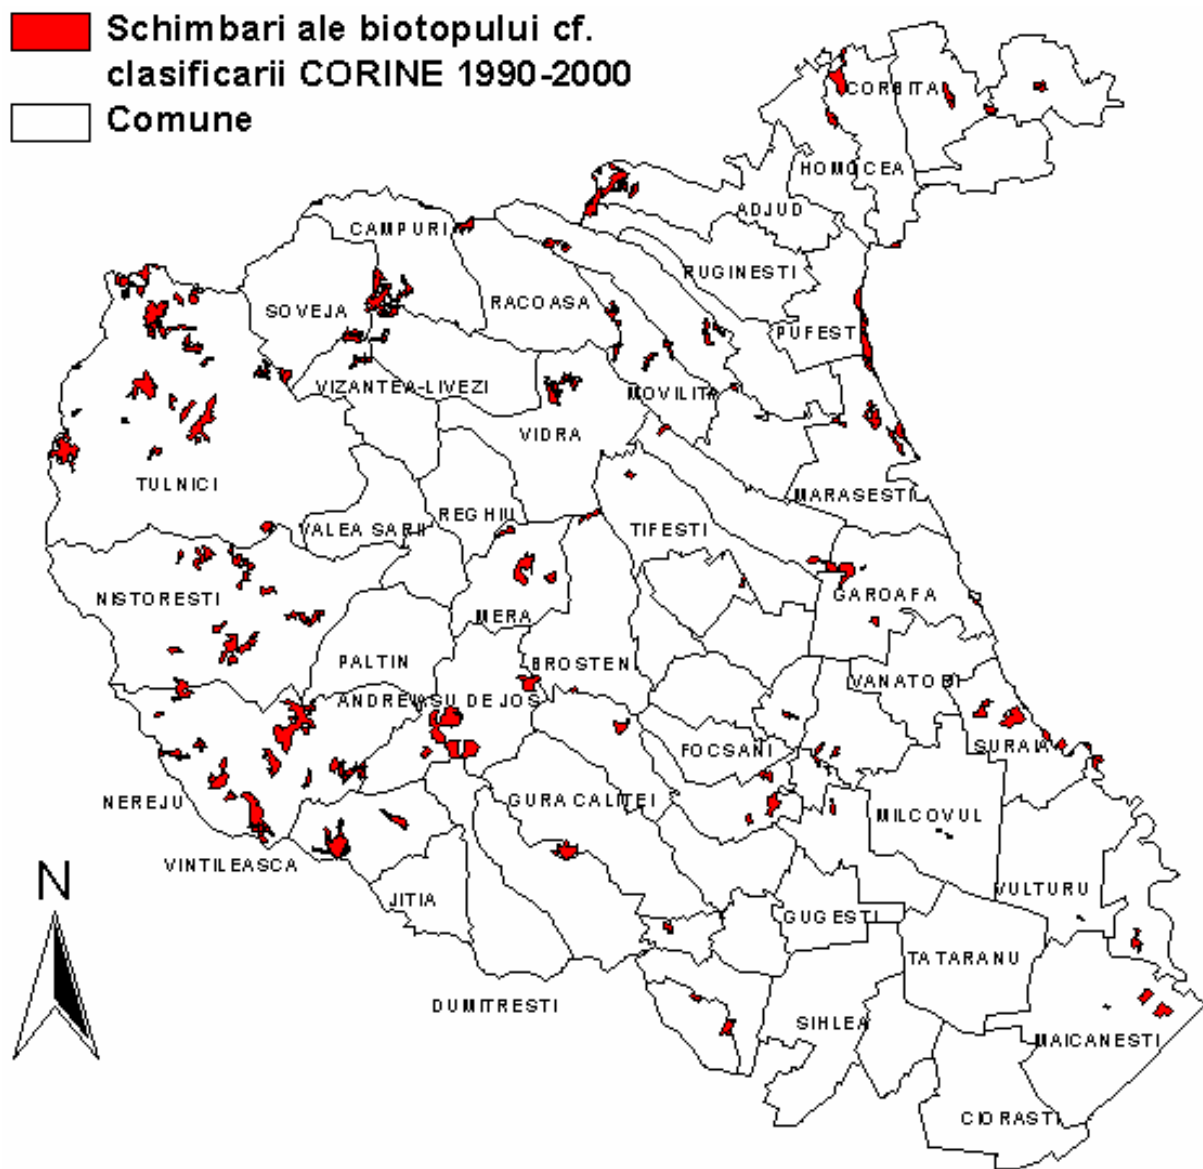 Schimbari ale biotopului cf.
clasificarii CORINE 1990-2000
Comune
CORBITA
HOMOCEA
ADJUD
CAMPURI
RUGINESTI
SOVEJA
RACOASA
PUFEST
VIZANTEA-LIVEZI
MOVILITA
VIDRA
TULNICI
MARASESTI
VALEA SARII
REGHIU
TIFESTI
NISTORESTI
GAROAFA
MERA
PALTIN
BROSTENI
VANATORI
ANDREIASU DE JOS
FOCSANI
SURAIA
NEREJU
GURA CALITEI
MILCOVUL
VINTILEASCA
JITIA
VULTURU
GUGESTI
TATARANU
DUMITRESTI
SIHLEA
MAICANESTI
CIORASTI
N